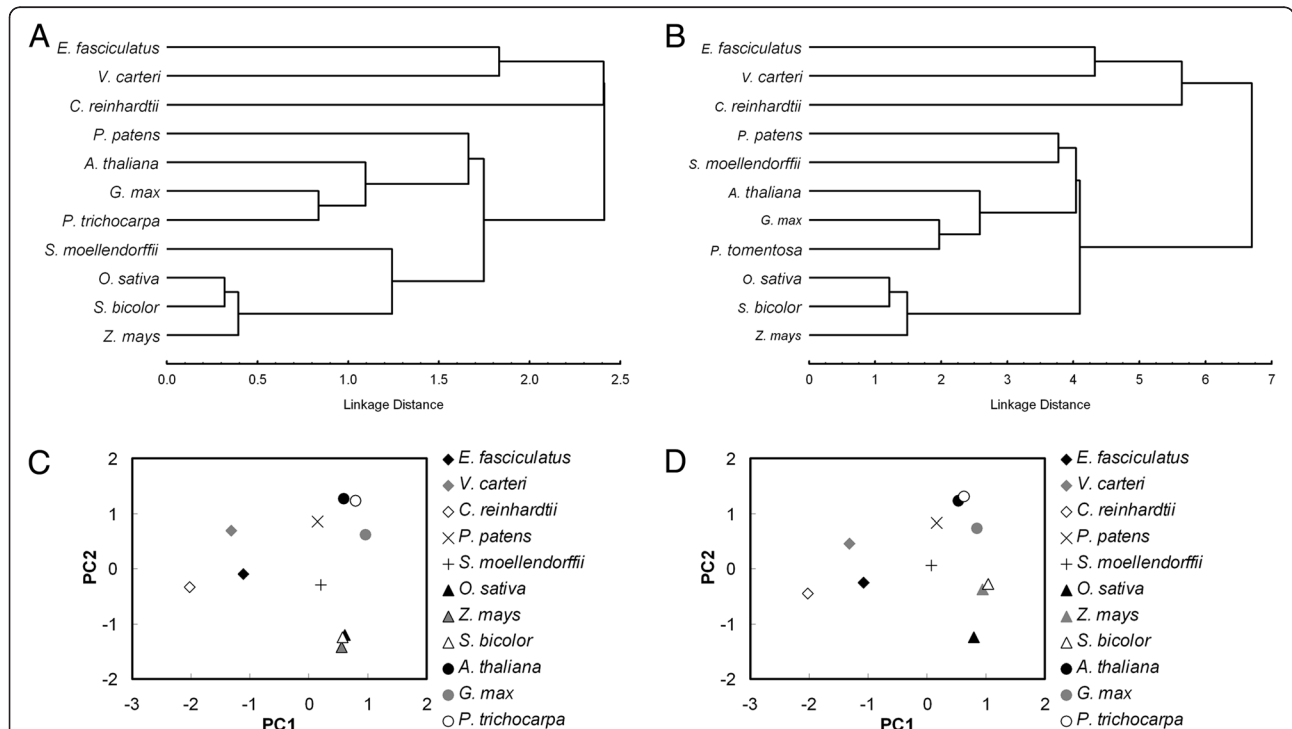 A
E. fasciculatus
V. carteri
C. reinhardtii
P. patens
A. thaliana
G. max
P. trichocarpa
S. moellendorffii
O. sativa
S. bicolor
Z. mays
0.0 0.5 1.0 1.5 2.0 2.5
Linkage Distance
B
E. fasciculatus
V. carteri
C. reinhardtii
P. patens
S. moellendorffii
A. thaliana
G. max
P. tomentosa
O. sativa
S. bicolor
Z. mays
0 1 2 3 4 5 6 7
Linkage Distance
C
2
1
0
-1
-2
PC2
-3 -2 -1 0 1 2
PC1
E. fasciculatus
V. carteri
C. reinhardtii
P. patens
S. moellendorffii
O. sativa
Z. mays
S. bicolor
A. thaliana
G. max
P. trichocarpa
D
2
1
0
-1
-2
PC2
-3 -2 -1 0 1 2
PC1
E. fasciculatus
V. carteri
C. reinhardtii
P. patens
S. moellendorffii
O. sativa
Z. mays
S. bicolor
A. thaliana
G. max
P. trichocarpa